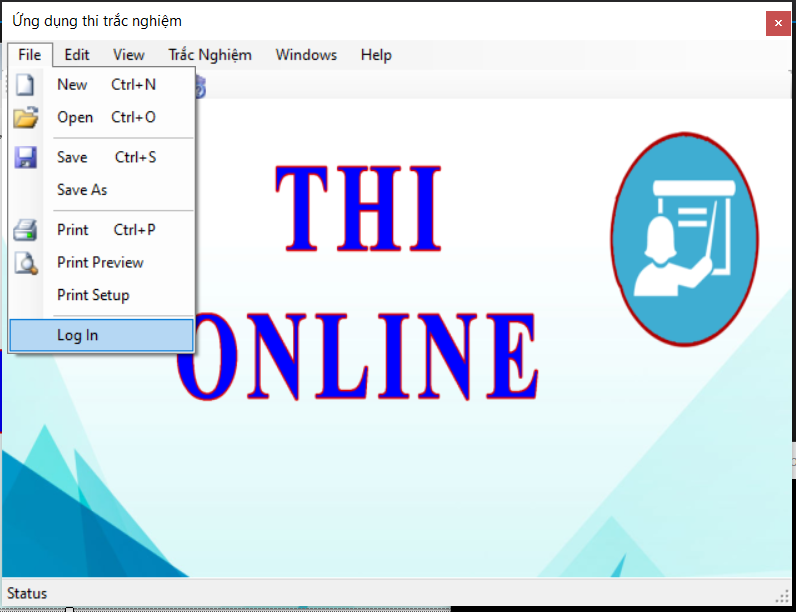 Ứng dụng thi trắc nghiệm
File Edit View Trắc Nghiệm Windows Help
New Ctrl+N
Open Ctrl+O
Save Ctrl+S
Save As
Print Ctrl+P
Print Preview
Print Setup
Log In
THI
ONLINE
Status